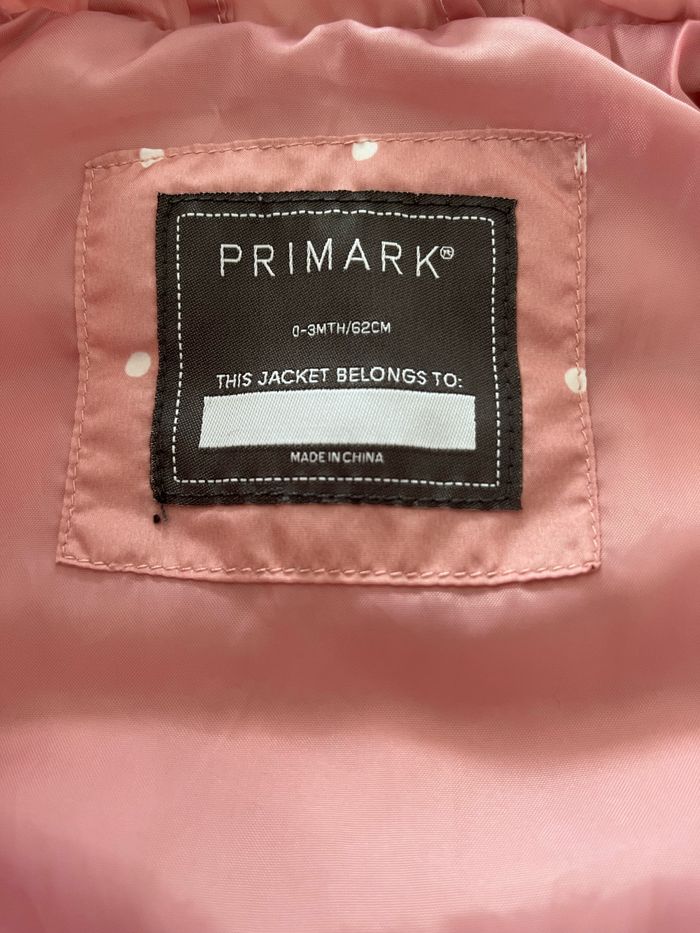 PRIMARK®
0-3MTH/62CM
THIS JACKET BELONGS TO:
MADE IN CHINA